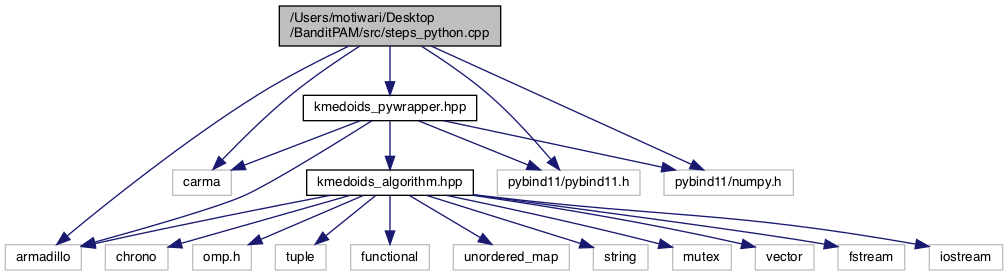 /Users/motiwari/Desktop
/BanditPAM/src/steps_python.cpp
kmedoids_pywrapper.hpp
carma
kmedoids_algorithm.hpp
pybind11/pybind11.h
pybind11/numpy.h
armadillo
chrono
omp.h
tuple
functional
unordered_map
string
mutex
vector
fstream
iostream